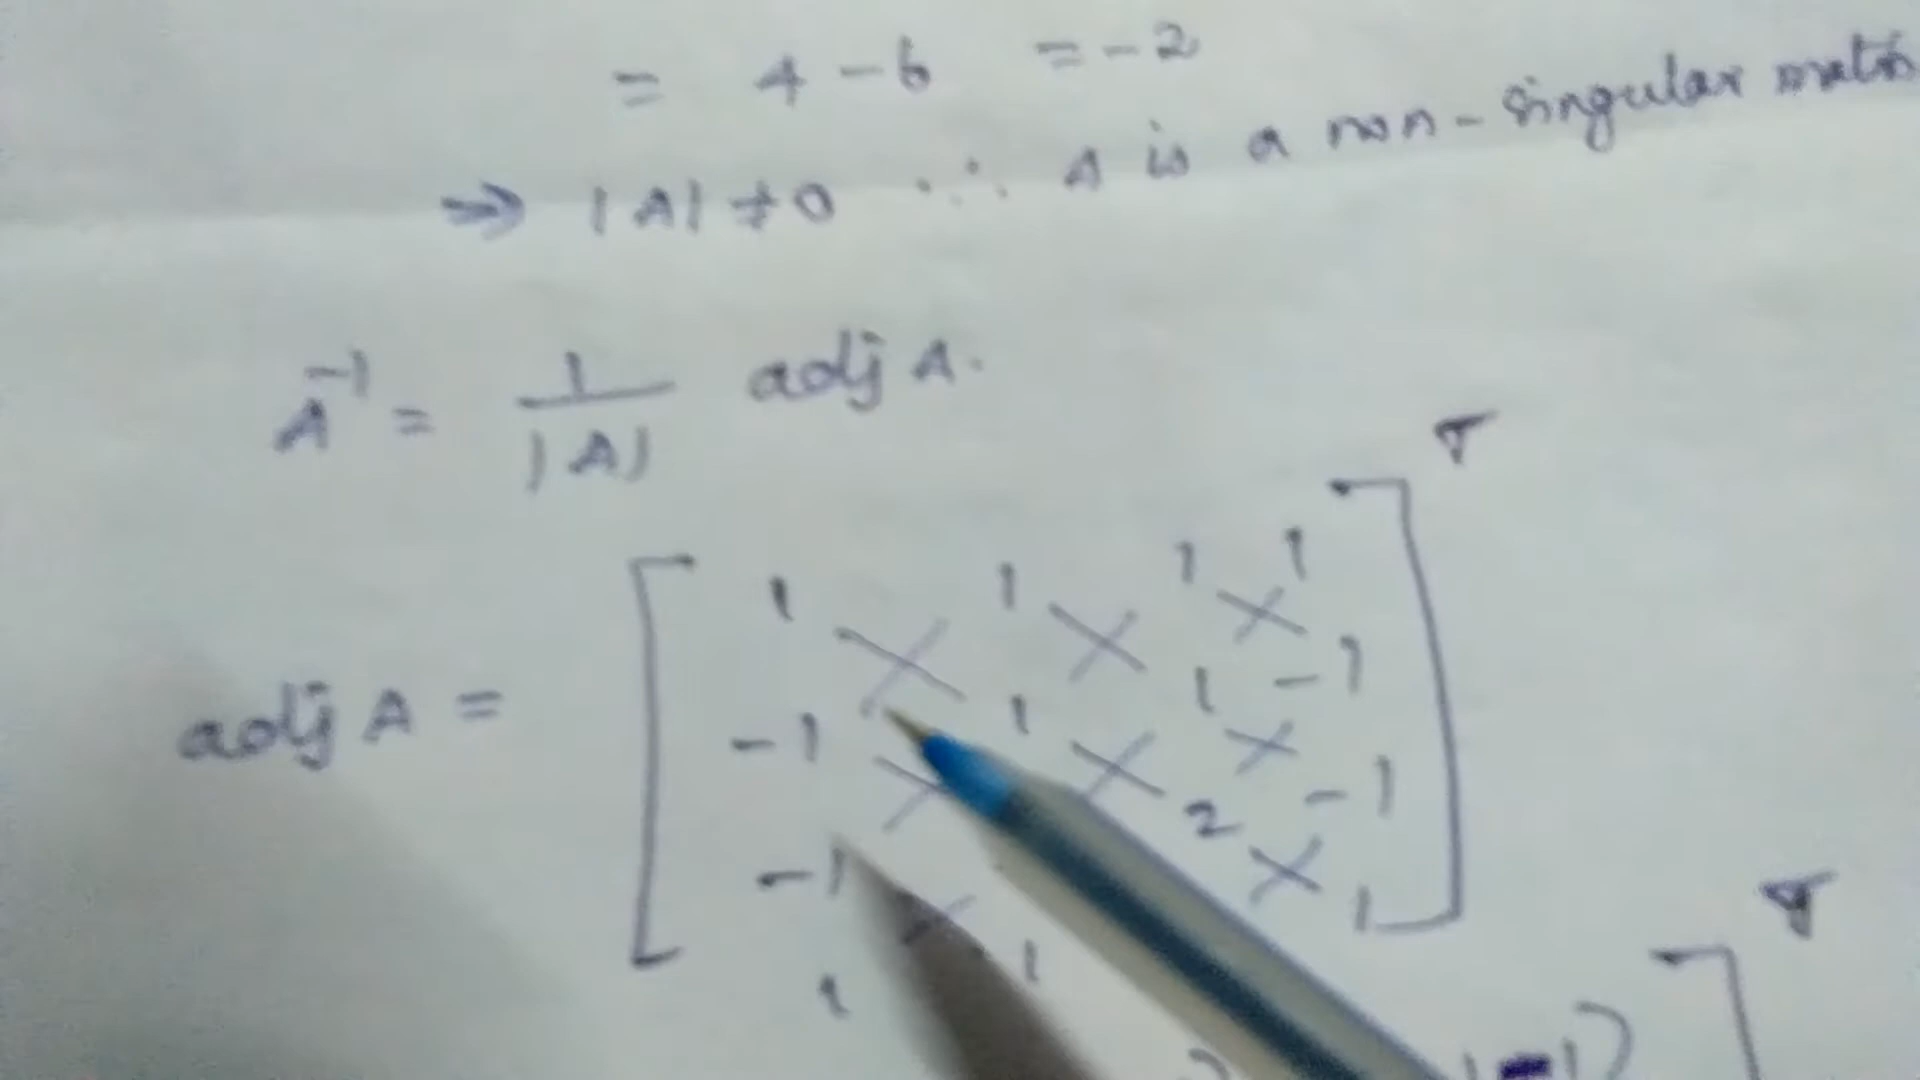 = 4 - 6 = -2
⇒ |A| ≠ 0 ∴ A is a non-singular
A⁻¹ = 1/|A| adj A.
adj A = [
1 1 1 1
-1 1 1 -1
-1 2 -1
1 1 1
]ᵀ
-1) ]ᵀ